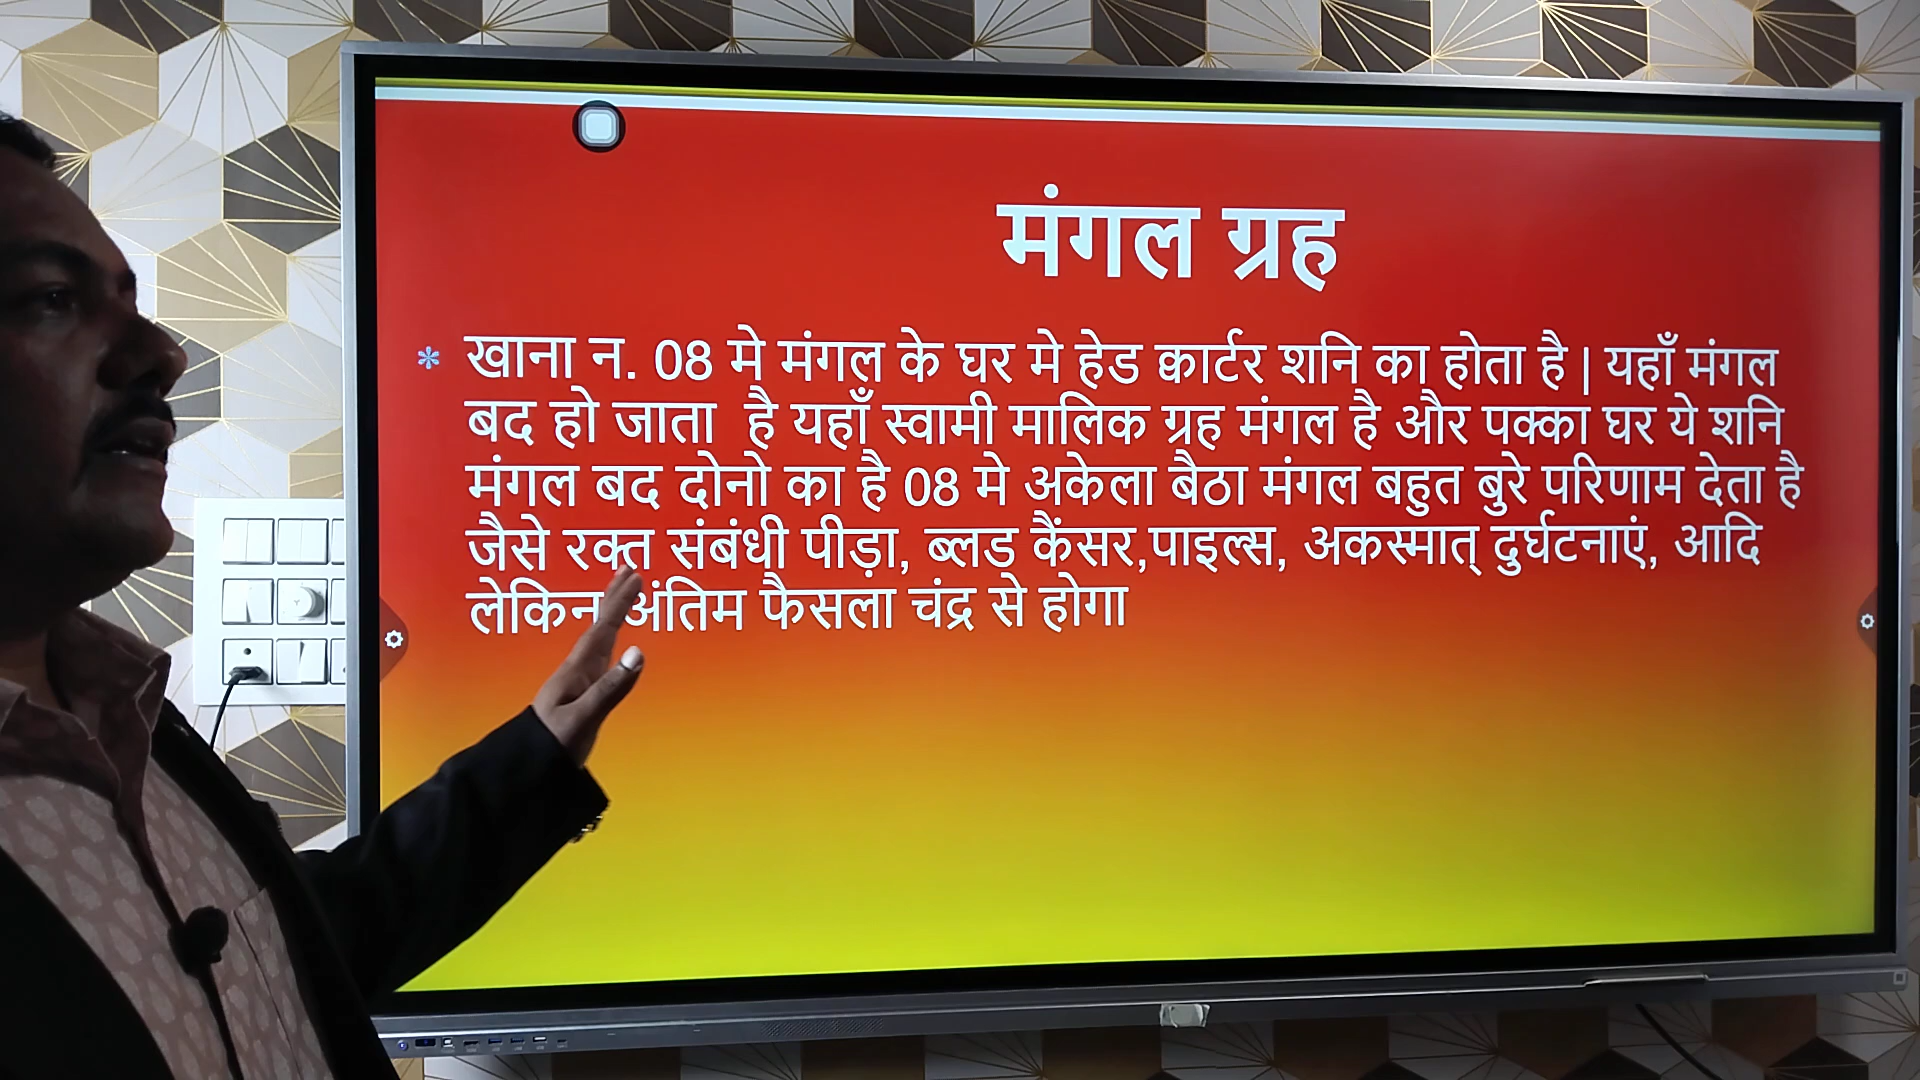 मंगल ग्रह
खाना न. 08 मे मंगल के घर मे हेड क्वार्टर शनि का होता है | यहाँ मंगल
बद हो जाता है यहाँ स्वामी मालिक ग्रह मंगल है और पक्का घर ये शनि
मंगल बद दोनो का है 08 मे अकेला बैठा मंगल बहुत बुरे परिणाम देता है
जैसे रक्त संबंधी पीड़ा, ब्लड कैंसर,पाइल्स, अकस्मात् दुर्घटनाएं, आदि
लेकिन अंतिम फैसला चंद्र से होगा